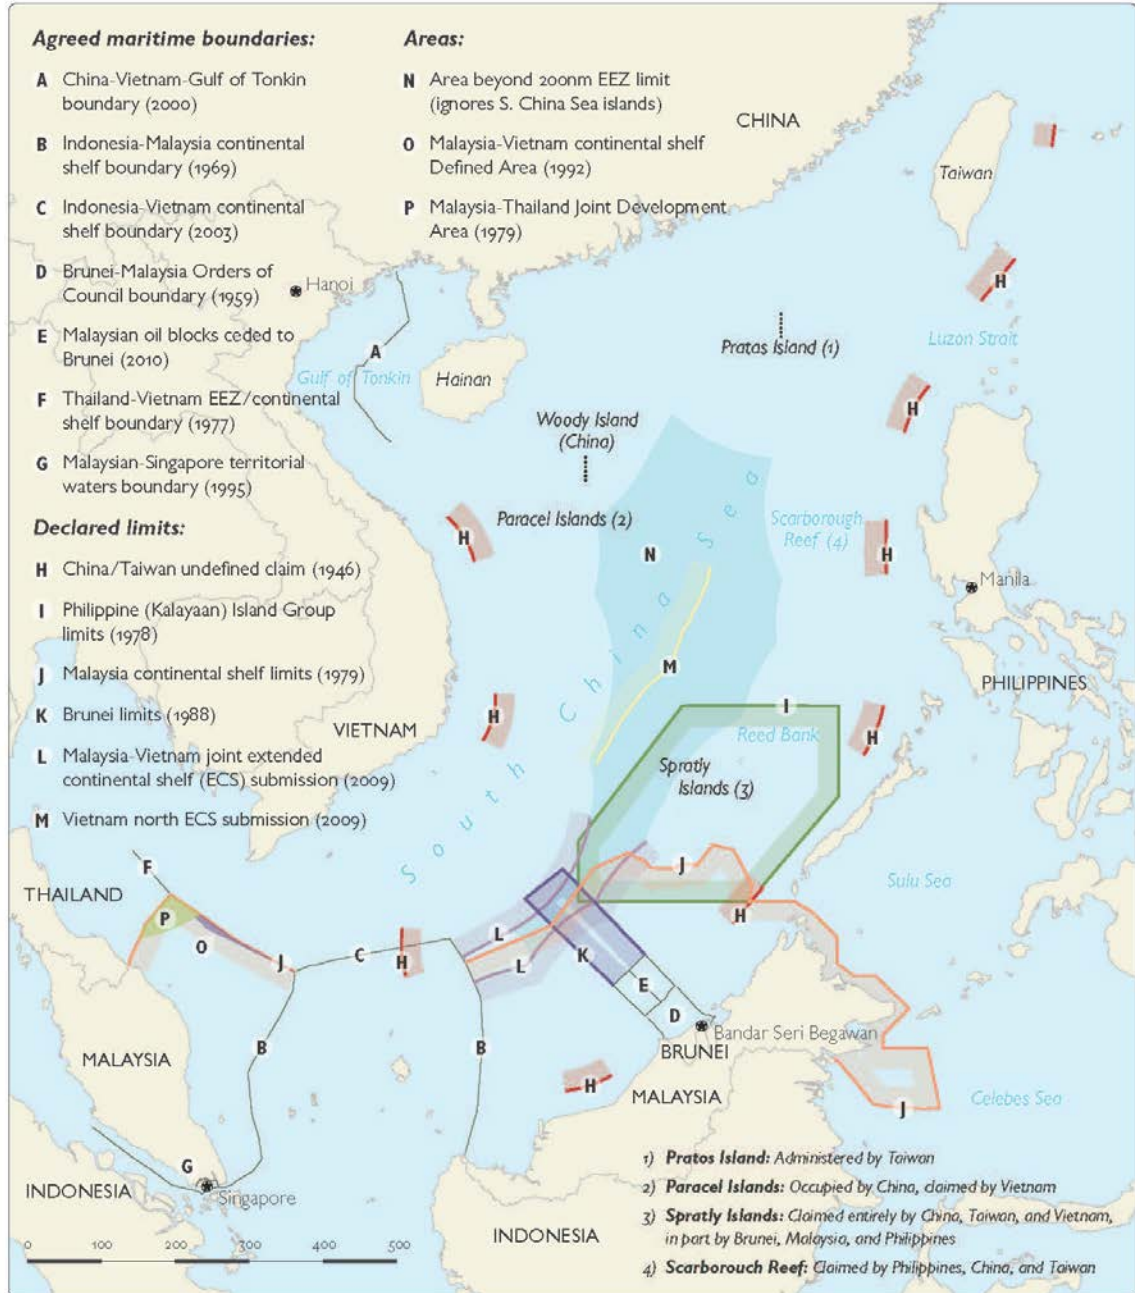 Agreed maritime boundaries:
A China-Vietnam-Gulf of Tonkin
boundary (2000)
B Indonesia-Malaysia continental
shelf boundary (1969)
C Indonesia-Vietnam continental
shelf boundary (2003)
D Brunei-Malaysia Orders of
Council boundary (1959)
E Malaysian oil blocks ceded to
Brunei (2010)
F Thailand-Vietnam EEZ/continental
shelf boundary (1977)
G Malaysian-Singapore territorial
waters boundary (1995)
Declared limits:
H China/Taiwan undefined claim (1946)
I Philippine (Kalayaan) Island Group
limits (1978)
J Malaysia continental shelf limits (1979)
K Brunei limits (1988)
L Malaysia-Vietnam joint extended
continental shelf (ECS) submission (2009)
M Vietnam north ECS submission (2009)
Areas:
N Area beyond 200nm EEZ limit
(ignores S. China Sea islands)
O Malaysia-Vietnam continental shelf
Defined Area (1992)
P Malaysia-Thailand Joint Development
Area (1979)
CHINA
Taiwan
H
Luzon Strait
Hanoi
A
Gulf of Tonkin
Hainan
Pratas Island (1)
H
Woody Island
(China)
Paracel Islands (2)
H
N
Scarborough
Reef (4)
H
Manila
South China Sea
M
PHILIPPINES
VIETNAM
H
I
Reed Bank
H
Spratly
Islands (3)
F
THAILAND
P
O
J
C
H
L
L
K
J
H
Sulu Sea
E
D
Bandar Seri Begawan
BRUNEI
MALAYSIA
B
B
H
MALAYSIA
J
Celebes Sea
G
Singapore
INDONESIA
INDONESIA
1) Pratos Island: Administered by Taiwan
2) Paracel Islands: Occupied by China, claimed by Vietnam
3) Spratly Islands: Claimed entirely by China, Taiwan, and Vietnam,
in part by Brunei, Malaysia, and Philippines
4) Scarborouch Reef: Claimed by Philippines, China, and Taiwan
0 100 200 300 400 500